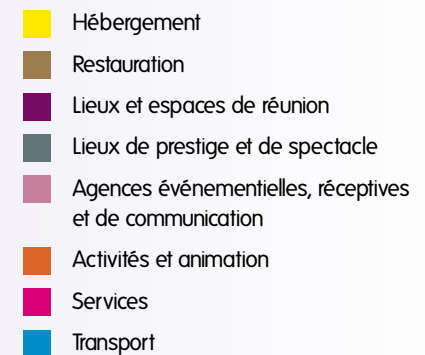 Hébergement
Restauration
Lieux et espaces de réunion
Lieux de prestige et de spectacle
Agences événementielles, réceptives
et de communication
Activités et animation
Services
Transport